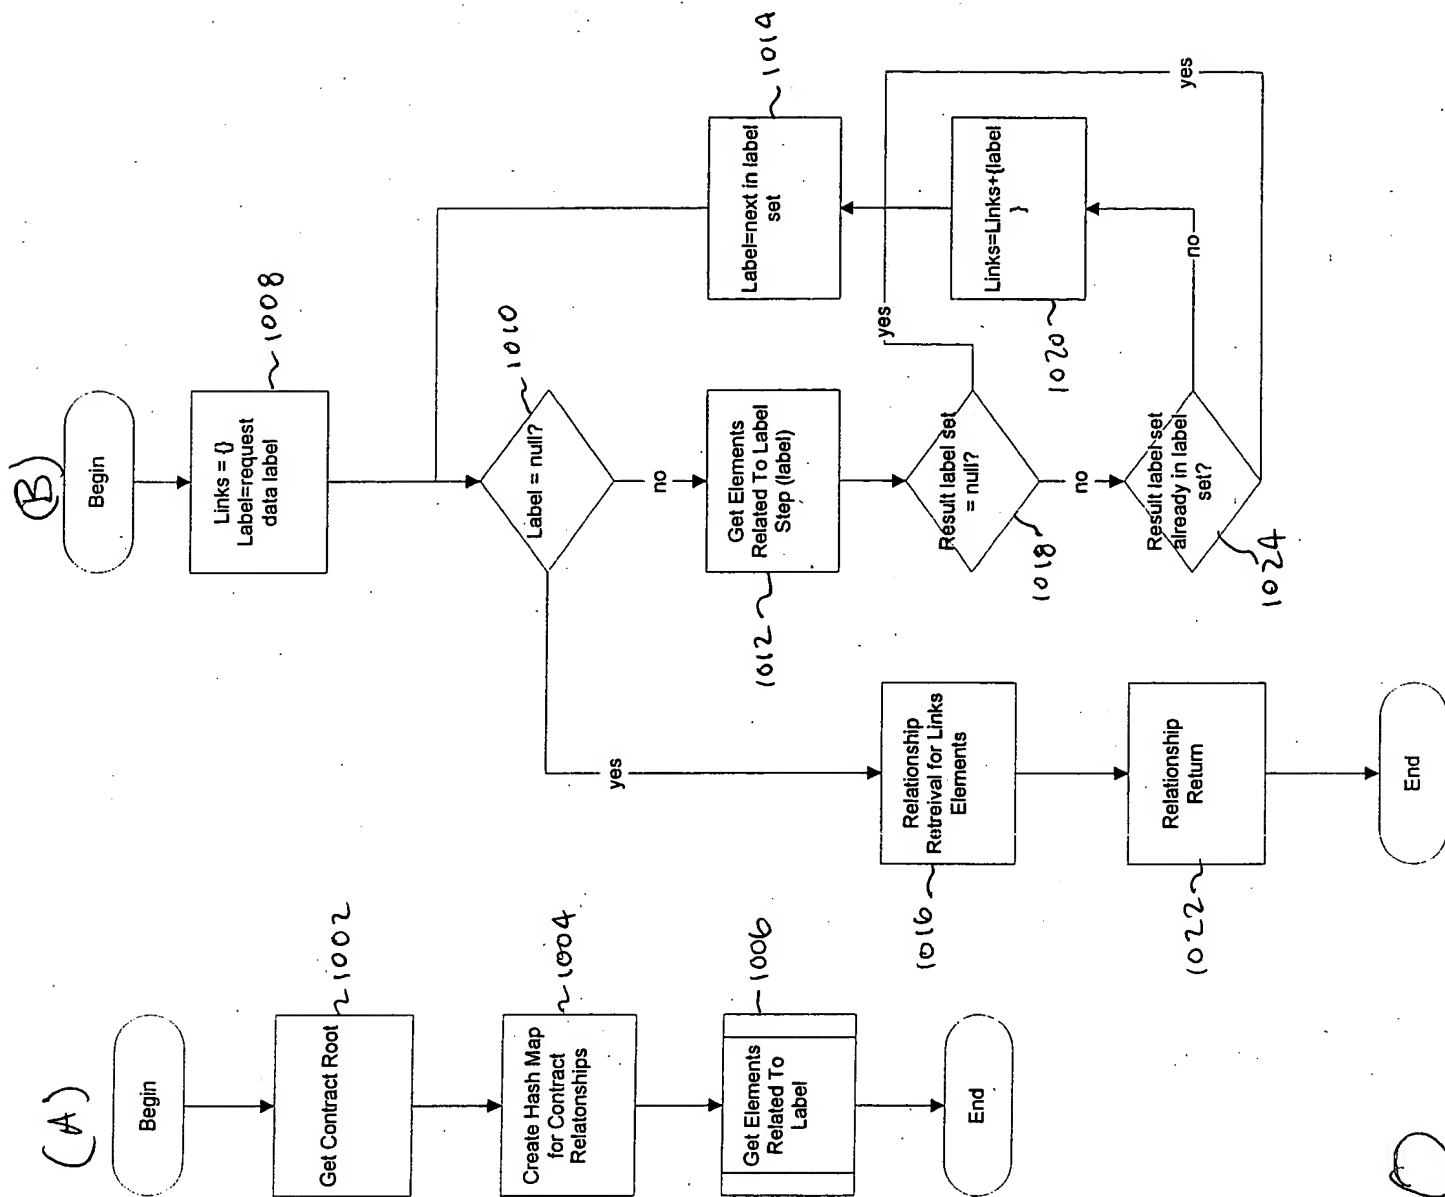 (A)
Begin
Get Contract Root
1002
Create Hash Map
for Contract
Relatonships
1004
Get Elements
Related To
Label
1006
End
(B)
Begin
Links = {}
Label=request
data label
1008
Label = null?
1010
no
yes
Get Elements
Related To Label
Step (label)
1012
Result label set
= null?
1018
yes
no
Result label set
already in label
set?
1024
no
yes
Links=Links+{label
}
1020
Label=next in label
set
1014
Relationship
Retreival for Links
Elements
1016
Relationship
Return
1022
End